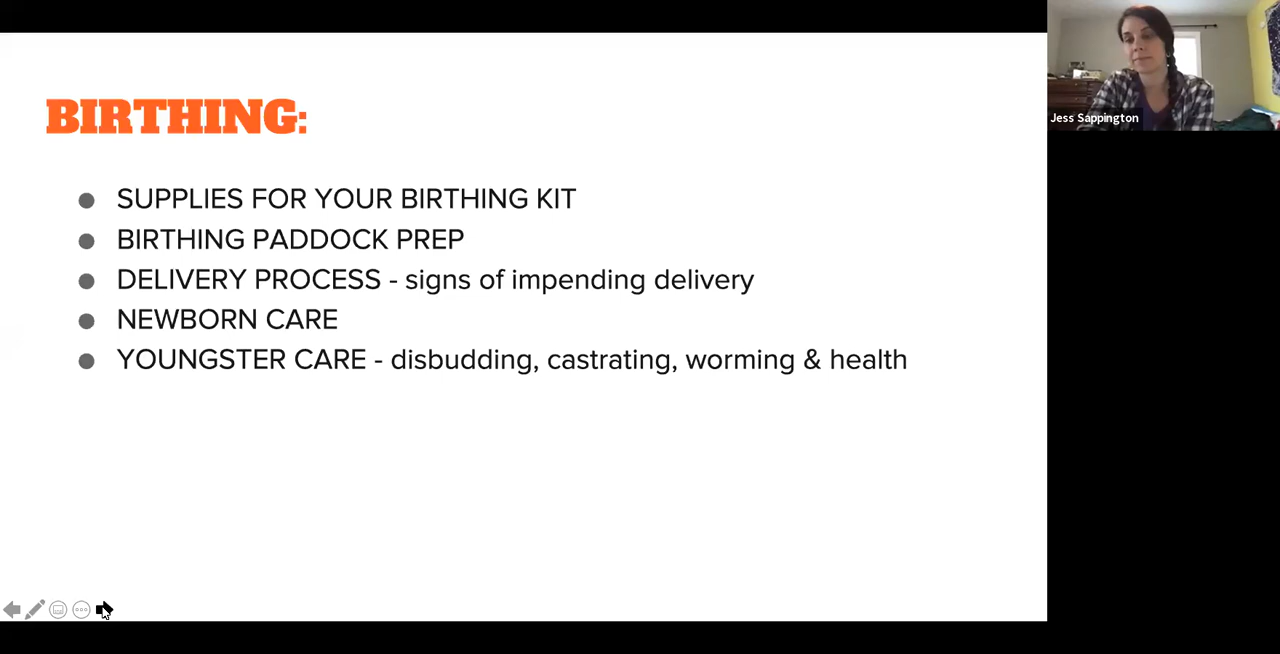 BIRTHING:
SUPPLIES FOR YOUR BIRTHING KIT
BIRTHING PADDOCK PREP
DELIVERY PROCESS - signs of impending delivery
NEWBORN CARE
YOUNGSTER CARE - disbudding, castrating, worming & health
Jess Sappington